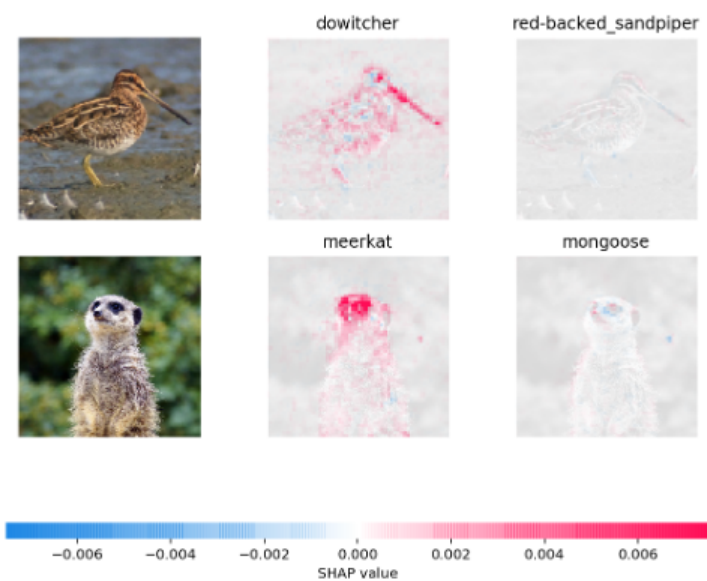 dowitcher
red-backed_sandpiper
meerkat
mongoose
−0.006 −0.004 −0.002 0.000 0.002 0.004 0.006
SHAP value